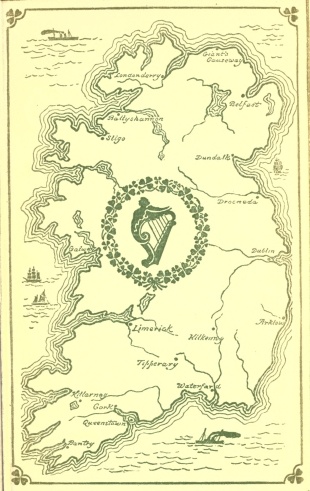 Giant's
Causeway
Londonderry
Belfast
Ballyshannon
Sligo
Dundalk
Drogheda
Galway
Dublin
Limerick
Arklow
Kilkenny
Tipperary
Waterford
Killarney
Cork
Queenstown
Bantry